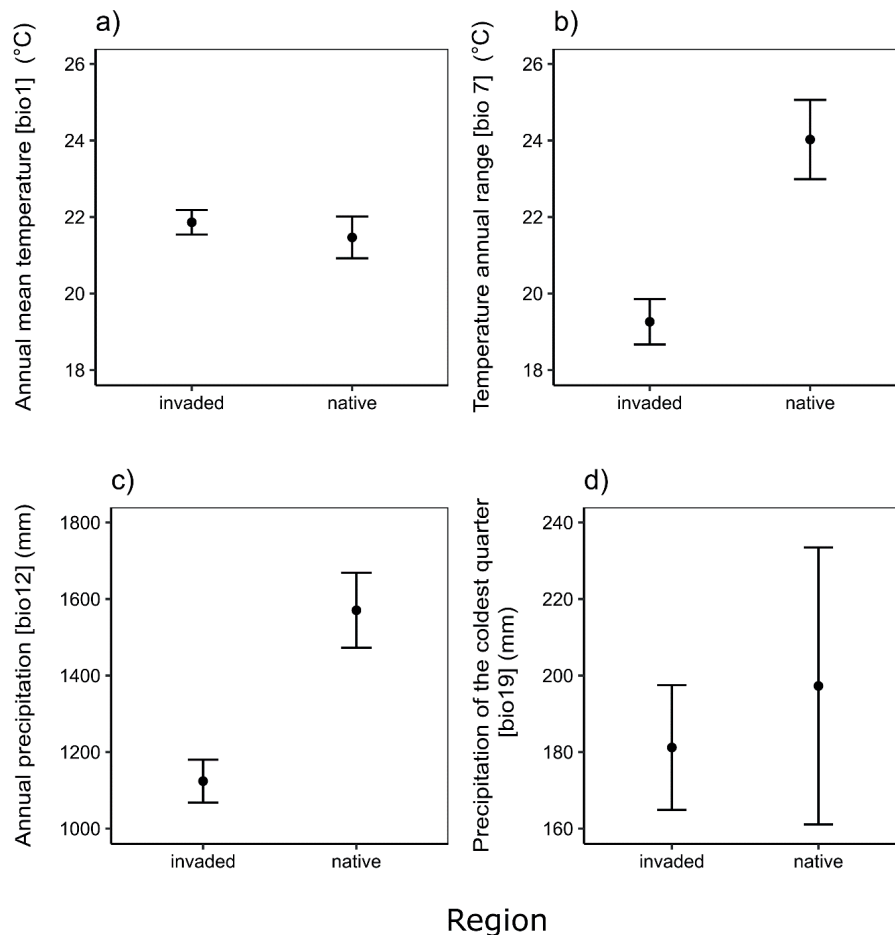 a)
Annual mean temperature [bio1] (°C)
26
24
22
20
18
invaded native
b)
Temperature annual range [bio 7] (°C)
26
24
22
20
18
invaded native
c)
Annual precipitation [bio12] (mm)
1800
1600
1400
1200
1000
invaded native
d)
Precipitation of the coldest quarter
[bio19] (mm)
240
220
200
180
160
invaded native
Region